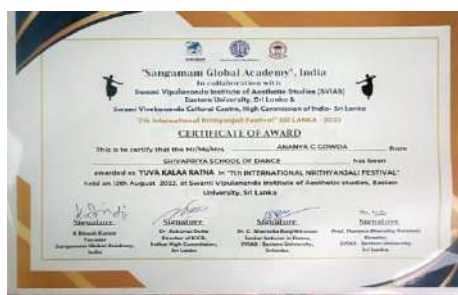 "Sangamam Global Academy", India
In collaboration with
Swami Vipulananda Institute of Aesthetic Studies (SVIAS)
Eastern University, Sri Lanka &
Swami Vivekananda Cultural Centre, High Commission of India- Sri Lanka
"7th International Nrithyanjali Festival" SRI LANKA - 2022
CERTIFICATE OF AWARD
This is to certify that the Mr/Ms/Mrs ANANYA C GOWDA from
SHIVAPRIYA SCHOOL OF DANCE has been
awarded as YUVA KALAA RATNA in "7th INTERNATIONAL NRITHYANJALI FESTIVAL"
held on August 2022, at Swami Vipulananda Institute of Aesthetic studies, Eastern
University, Sri Lanka
Signature Signature Signature Signature
Founder Director of Senior lecturer in Dance, Director,
Sangamam Global Academy, Indian High Commission, SVIAS - Eastern University, SVIAS - Eastern University,
India Sri Lanka Sri Lanka Sri Lanka